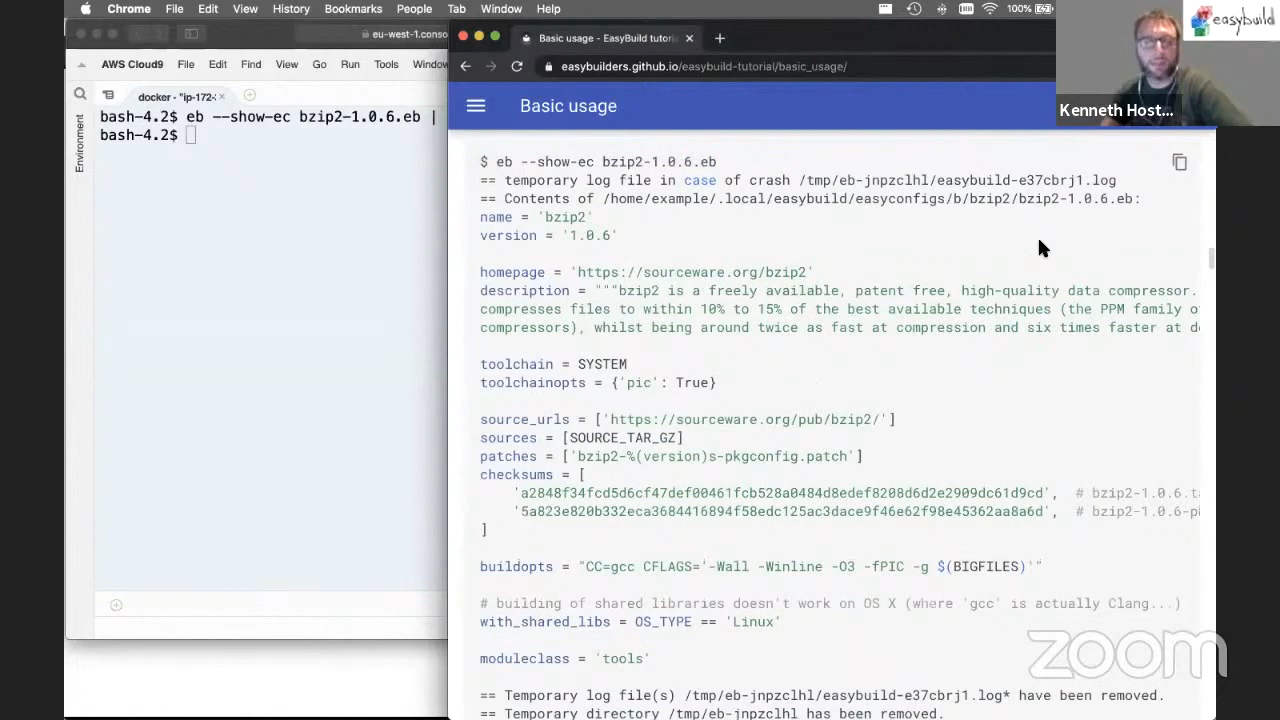 Chrome File Edit View History Bookmarks People Tab Window Help 100%
easybuild
eu-west-1.conso
Basic usage - EasyBuild tutori
AWS Cloud9 File Edit Find View Go Run Tools Window
easybuilders.github.io/easybuild-tutorial/basic_usage/
docker - "ip-172-
Kenneth Host...
Basic usage
Environment
bash-4.2$ eb --show-ec bzip2-1.0.6.eb |
bash-4.2$
$ eb --show-ec bzip2-1.0.6.eb
== temporary log file in case of crash /tmp/eb-jnpzclhl/easybuild-e37cbrj1.log
== Contents of /home/example/.local/easybuild/easyconfigs/b/bzip2/bzip2-1.0.6.eb:
name = 'bzip2'
version = '1.0.6'
homepage = 'https://sourceware.org/bzip2'
description = """bzip2 is a freely available, patent free, high-quality data compressor.
compresses files to within 10% to 15% of the best available techniques (the PPM family o
compressors), whilst being around twice as fast at compression and six times faster at d
toolchain = SYSTEM
toolchainopts = {'pic': True}
source_urls = ['https://sourceware.org/pub/bzip2/']
sources = [SOURCE_TAR_GZ]
patches = ['bzip2-%(version)s-pkgconfig.patch']
checksums = [
'a2848f34fcd5d6cf47def00461fcb528a0484d8edef8208d6d2e2909dc61d9cd', # bzip2-1.0.6.t
'5a823e820b332eca3684416894f58edc125ac3dace9f46e62f98e45362aa8a6d', # bzip2-1.0.6-p
]
buildopts = "CC=gcc CFLAGS='-Wall -Winline -O3 -fPIC -g $(BIGFILES)'"
# building of shared libraries doesn't work on OS X (where 'gcc' is actually Clang...)
with_shared_libs = OS_TYPE == 'Linux'
moduleclass = 'tools'
== Temporary log file(s) /tmp/eb-jnpzclhl/easybuild-e37cbrj1.log* have been removed.
== Temporary directory /tmp/eb-jnpzclhl has been removed.
zoom